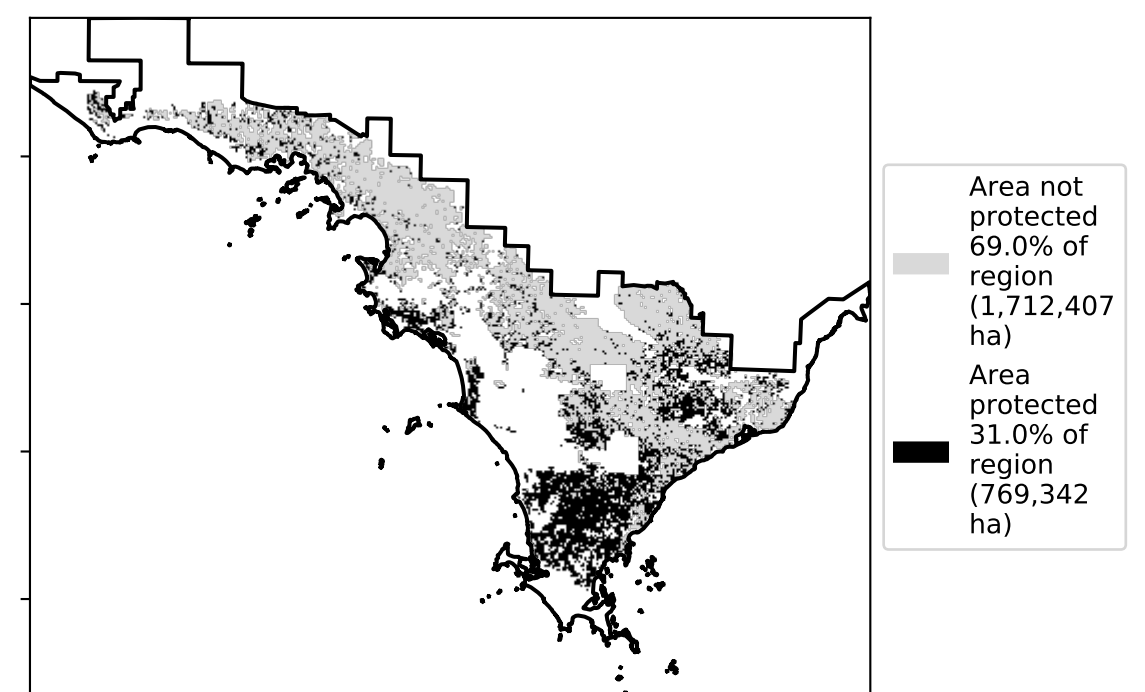 Area not
protected
69.0% of
region
(1,712,407
ha)
Area
protected
31.0% of
region
(769,342
ha)